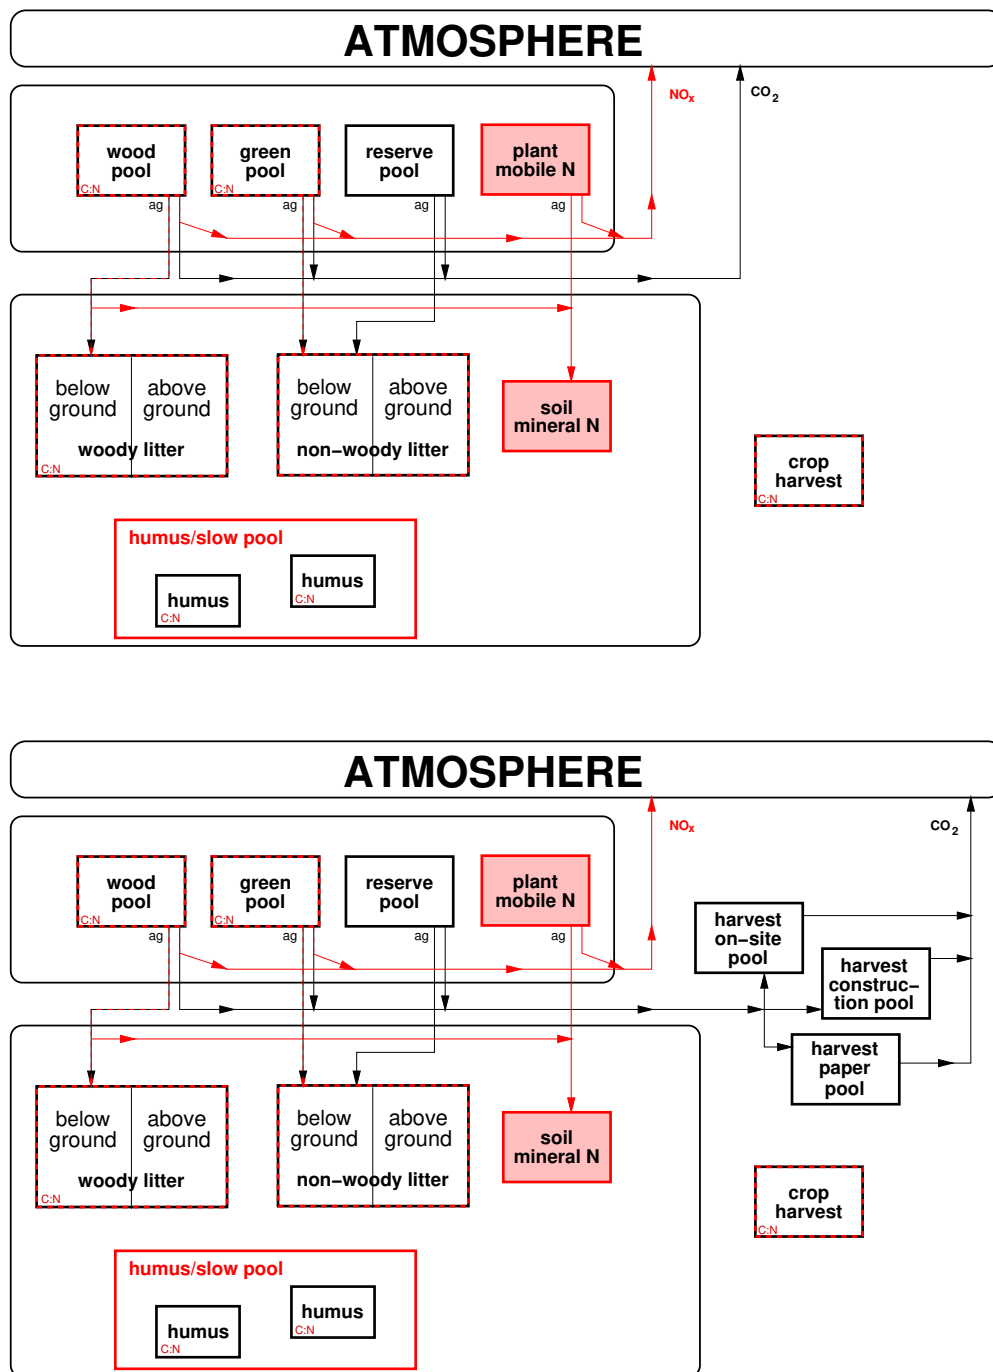 ATMOSPHERE
NOx
CO2
wood
pool
C:N
ag
green
pool
C:N
ag
reserve
pool
ag
plant
mobile N
ag
below
ground
above
ground
woody litter
C:N
below
ground
above
ground
non-woody litter
soil
mineral N
crop
harvest
C:N
humus/slow pool
humus
C:N
humus
C:N
ATMOSPHERE
NOx
CO2
wood
pool
C:N
ag
green
pool
C:N
ag
reserve
pool
ag
plant
mobile N
ag
harvest
on-site
pool
harvest
construc-
tion pool
harvest
paper
pool
below
ground
above
ground
woody litter
C:N
below
ground
above
ground
non-woody litter
soil
mineral N
crop
harvest
C:N
humus/slow pool
humus
C:N
humus
C:N